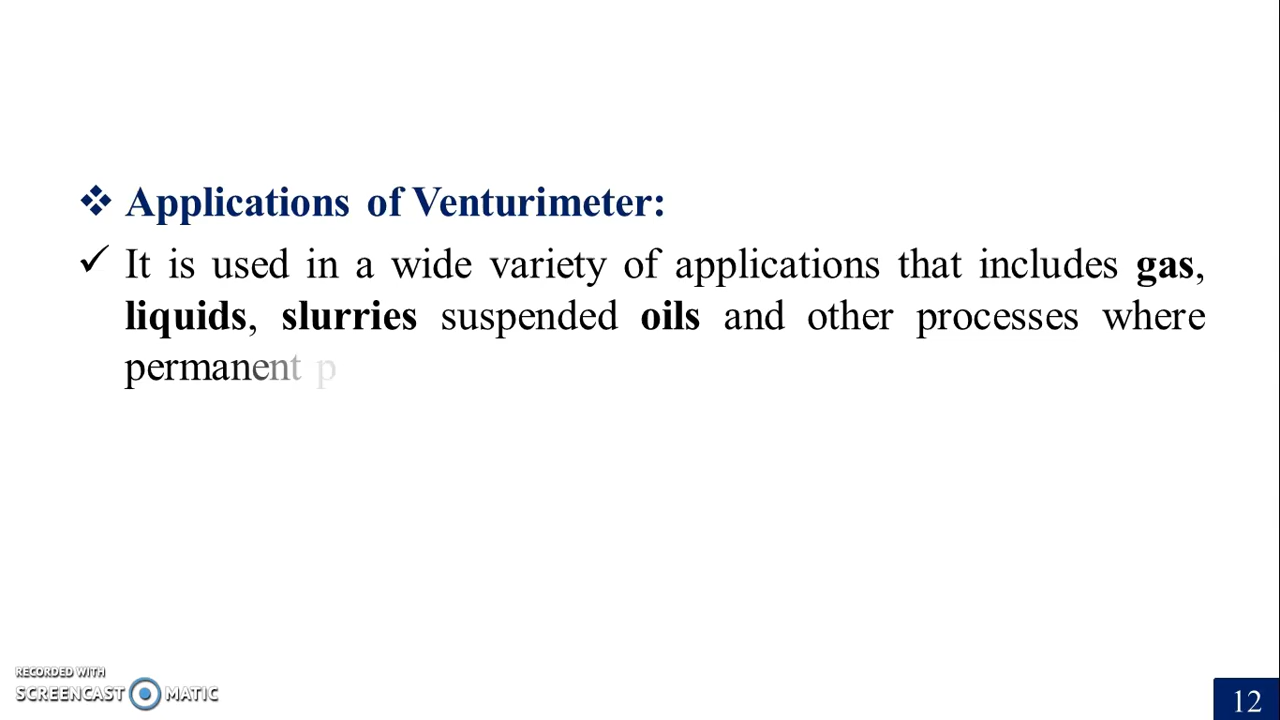 Applications of Venturimeter:
It is used in a wide variety of applications that includes gas,
liquids, slurries suspended oils and other processes where
permanent p
RECORDED WITH
SCREENCAST MATIC
12